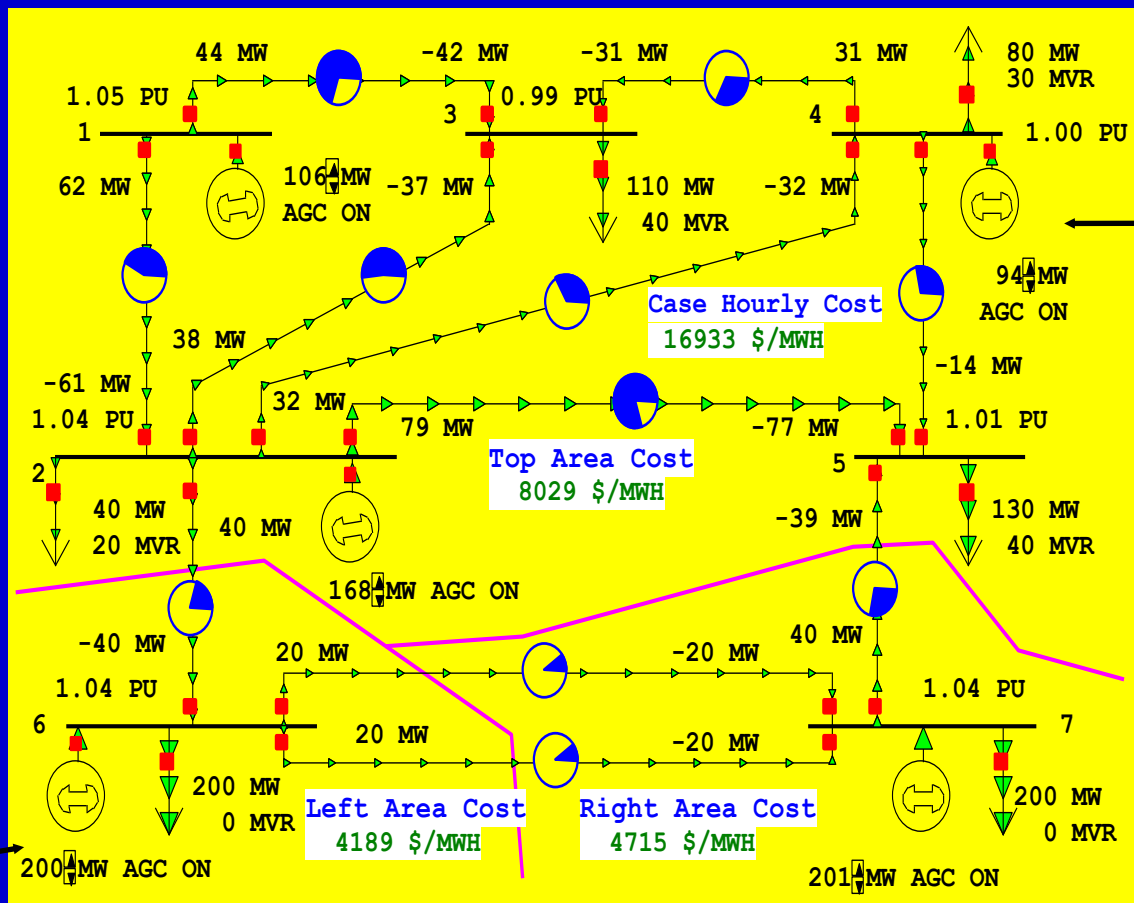 44 MW
-42 MW
-31 MW
31 MW
80 MW
30 MVR
1.05 PU
3
0.99 PU
4
1
1.00 PU
62 MW
106 MW
AGC ON
-37 MW
110 MW
40 MVR
-32 MW
94 MW
AGC ON
Case Hourly Cost
16933 $/MWH
38 MW
-61 MW
-14 MW
1.04 PU
32 MW
79 MW
-77 MW
1.01 PU
2
Top Area Cost
8029 $/MWH
5
40 MW
20 MVR
40 MW
-39 MW
130 MW
40 MVR
168 MW AGC ON
-40 MW
20 MW
-20 MW
40 MW
1.04 PU
1.04 PU
6
20 MW
-20 MW
7
200 MW
0 MVR
Left Area Cost
4189 $/MWH
Right Area Cost
4715 $/MWH
200 MW
0 MVR
200 MW AGC ON
201 MW AGC ON